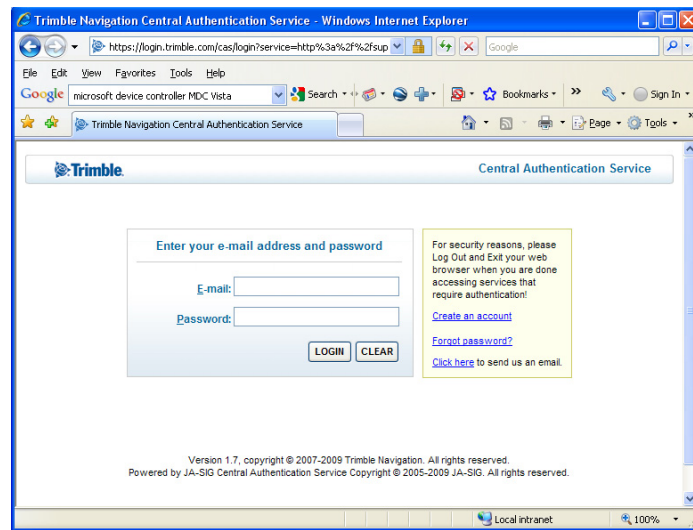 Trimble Navigation Central Authentication Service - Windows Internet Explorer
https://login.trimble.com/cas/login?service=http%3a%2f%2fsup
Google
File Edit View Favorites Tools Help
Google microsoft device controller MDC Vista Search Bookmarks Sign In
Trimble Navigation Central Authentication Service Page Tools
Trimble. Central Authentication Service
Enter your e-mail address and password
E-mail:
Password:
LOGIN CLEAR
For security reasons, please
Log Out and Exit your web
browser when you are done
accessing services that
require authentication!
Create an account
Forgot password?
Click here to send us an email.
Version 1.7, copyright © 2007-2009 Trimble Navigation. All rights reserved.
Powered by JA-SIG Central Authentication Service Copyright © 2005-2009 JA-SIG. All rights reserved.
Local intranet 100%